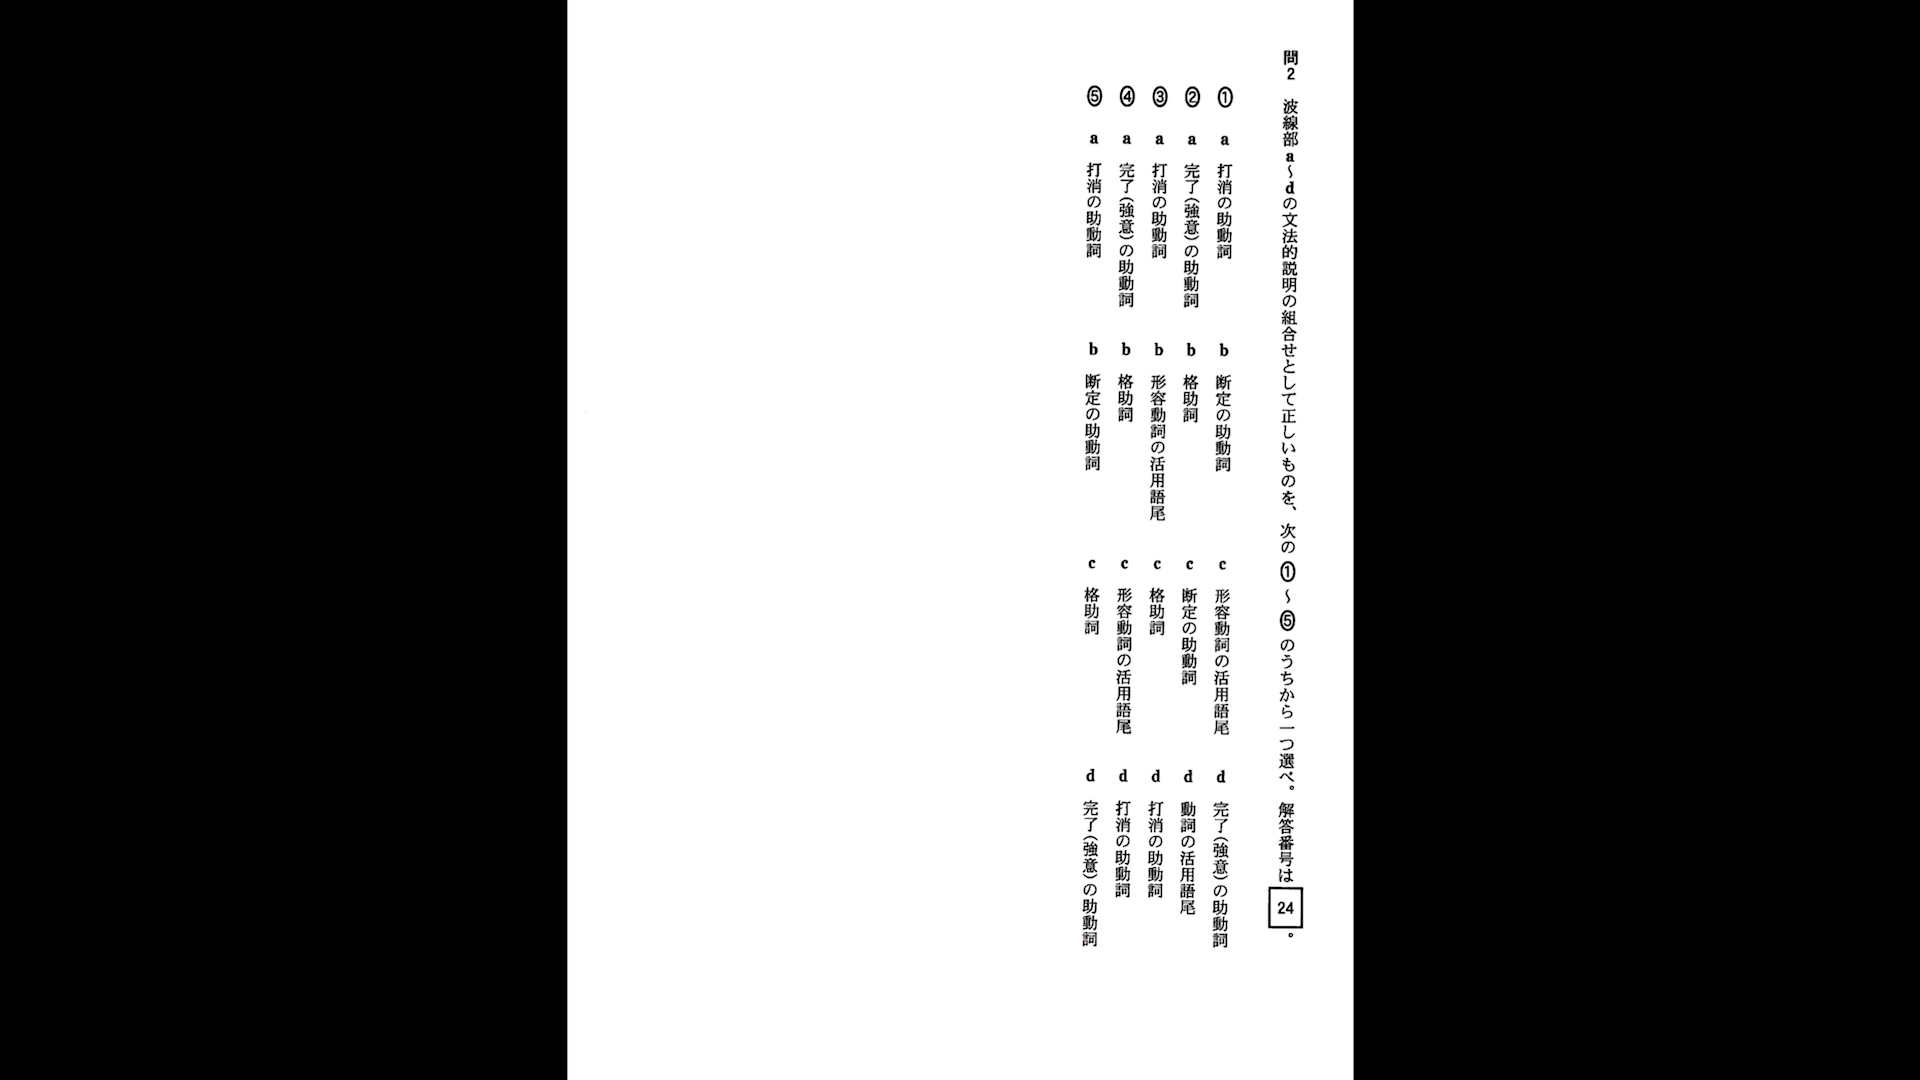 問2 波線部a～dの文法的説明の組合せとして正しいものを、次の①～⑤のうちから一つ選べ。解答番号は24。
① a 打消の助動詞 b 断定の助動詞 c 形容動詞の活用語尾 d 完了(強意)の助動詞
② a 完了(強意)の助動詞 b 格助詞 c 断定の助動詞 d 動詞の活用語尾
③ a 打消の助動詞 b 形容動詞の活用語尾 c 格助詞 d 打消の助動詞
④ a 完了(強意)の助動詞 b 格助詞 c 形容動詞の活用語尾 d 打消の助動詞
⑤ a 打消の助動詞 b 断定の助動詞 c 格助詞 d 完了(強意)の助動詞